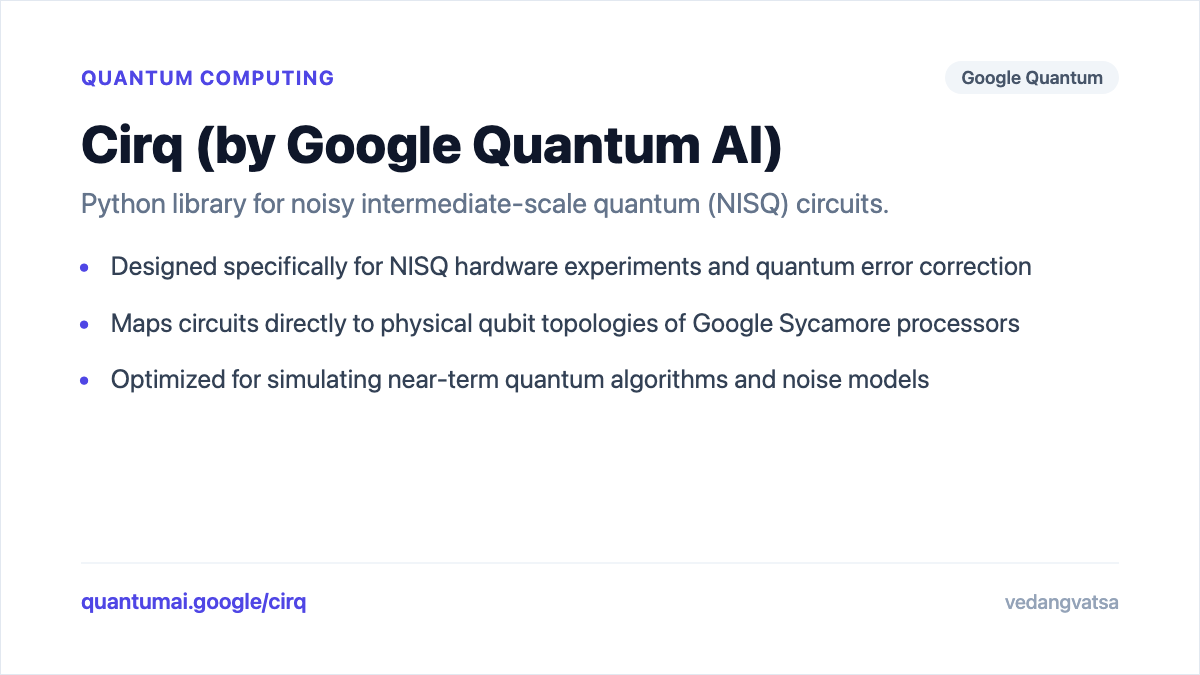 QUANTUM COMPUTING
Google Quantum
Cirq (by Google Quantum AI)
Python library for noisy intermediate-scale quantum (NISQ) circuits.
• Designed specifically for NISQ hardware experiments and quantum error correction
• Maps circuits directly to physical qubit topologies of Google Sycamore processors
• Optimized for simulating near-term quantum algorithms and noise models
quantumai.google/cirq
vedangvatsa